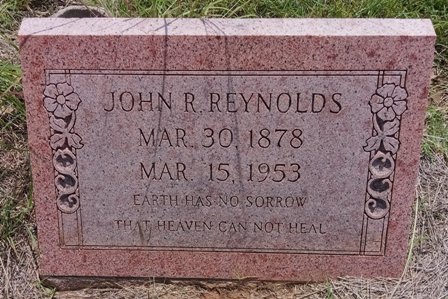 JOHN R. REYNOLDS
MAR. 30, 1878
MAR. 15, 1953
EARTH HAS NO SORROW
THAT HEAVEN CAN NOT HEAL